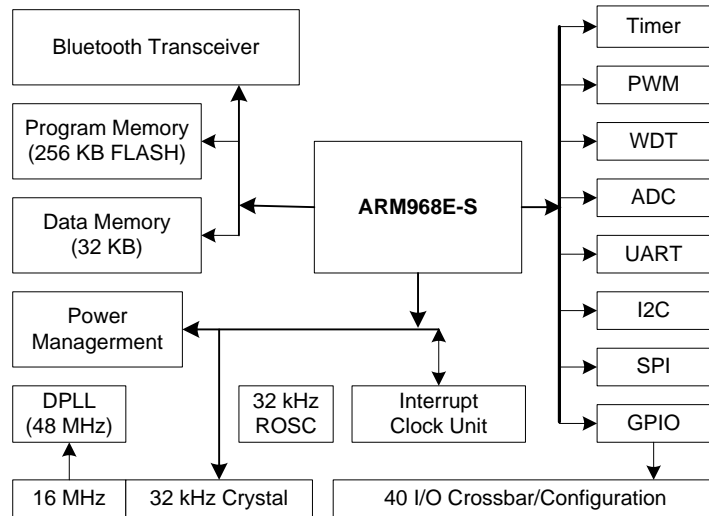 Bluetooth Transceiver
Program Memory
(256 KB FLASH)
Data Memory
(32 KB)
Power
Managerment
DPLL
(48 MHz)
16 MHz
32 kHz Crystal
32 kHz
ROSC
Interrupt
Clock Unit
ARM968E-S
Timer
PWM
WDT
ADC
UART
I2C
SPI
GPIO
40 I/O Crossbar/Configuration